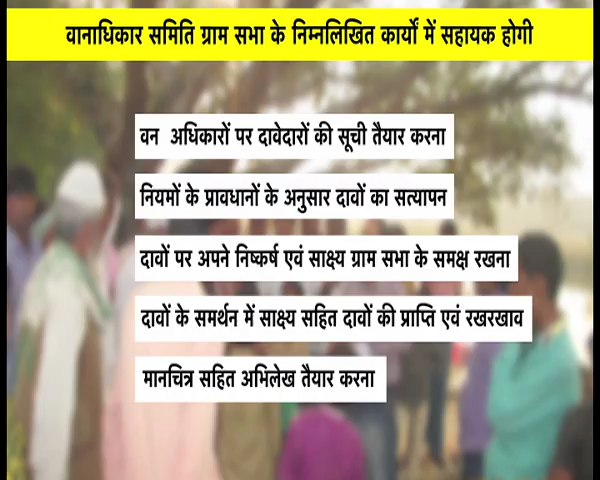 वानाधिकार समिति ग्राम सभा के निम्नलिखित कार्यों में सहायक होगी
वन अधिकारों पर दावेदारों की सूची तैयार करना
नियमों के प्रावधानों के अनुसार दावों का सत्यापन
दावों पर अपने निष्कर्ष एवं साक्ष्य ग्राम सभा के समक्ष रखना
दावों के समर्थन में साक्ष्य सहित दावों की प्राप्ति एवं रखरखाव
मानचित्र सहित अभिलेख तैयार करना